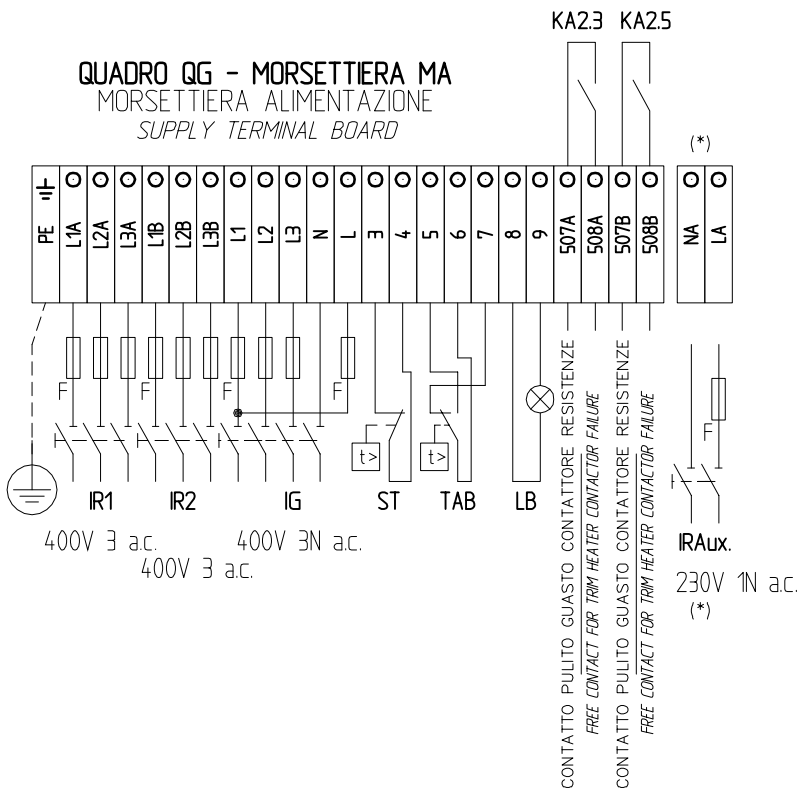 KA2.3 KA2.5
QUADRO QG - MORSETTIERA MA
MORSETTIERA ALIMENTAZIONE
SUPPLY TERMINAL BOARD
(*)
PE L1A L2A L3A L1B L2B L3B L1 L2 L3 N L 3 4 5 6 7 8 9 507A 508A 507B 508B NA LA
F F F F F
t> t>
IR1 IR2 IG ST TAB LB
400V 3 a.c. 400V 3N a.c.
400V 3 a.c.
CONTATTO PULITO GUASTO CONTATTORE RESISTENZE
FREE CONTACT FOR TRIM HEATER CONTACTOR FAILURE
CONTATTO PULITO GUASTO CONTATTORE RESISTENZE
FREE CONTACT FOR TRIM HEATER CONTACTOR FAILURE
IRAux.
230V 1N a.c.
(*)